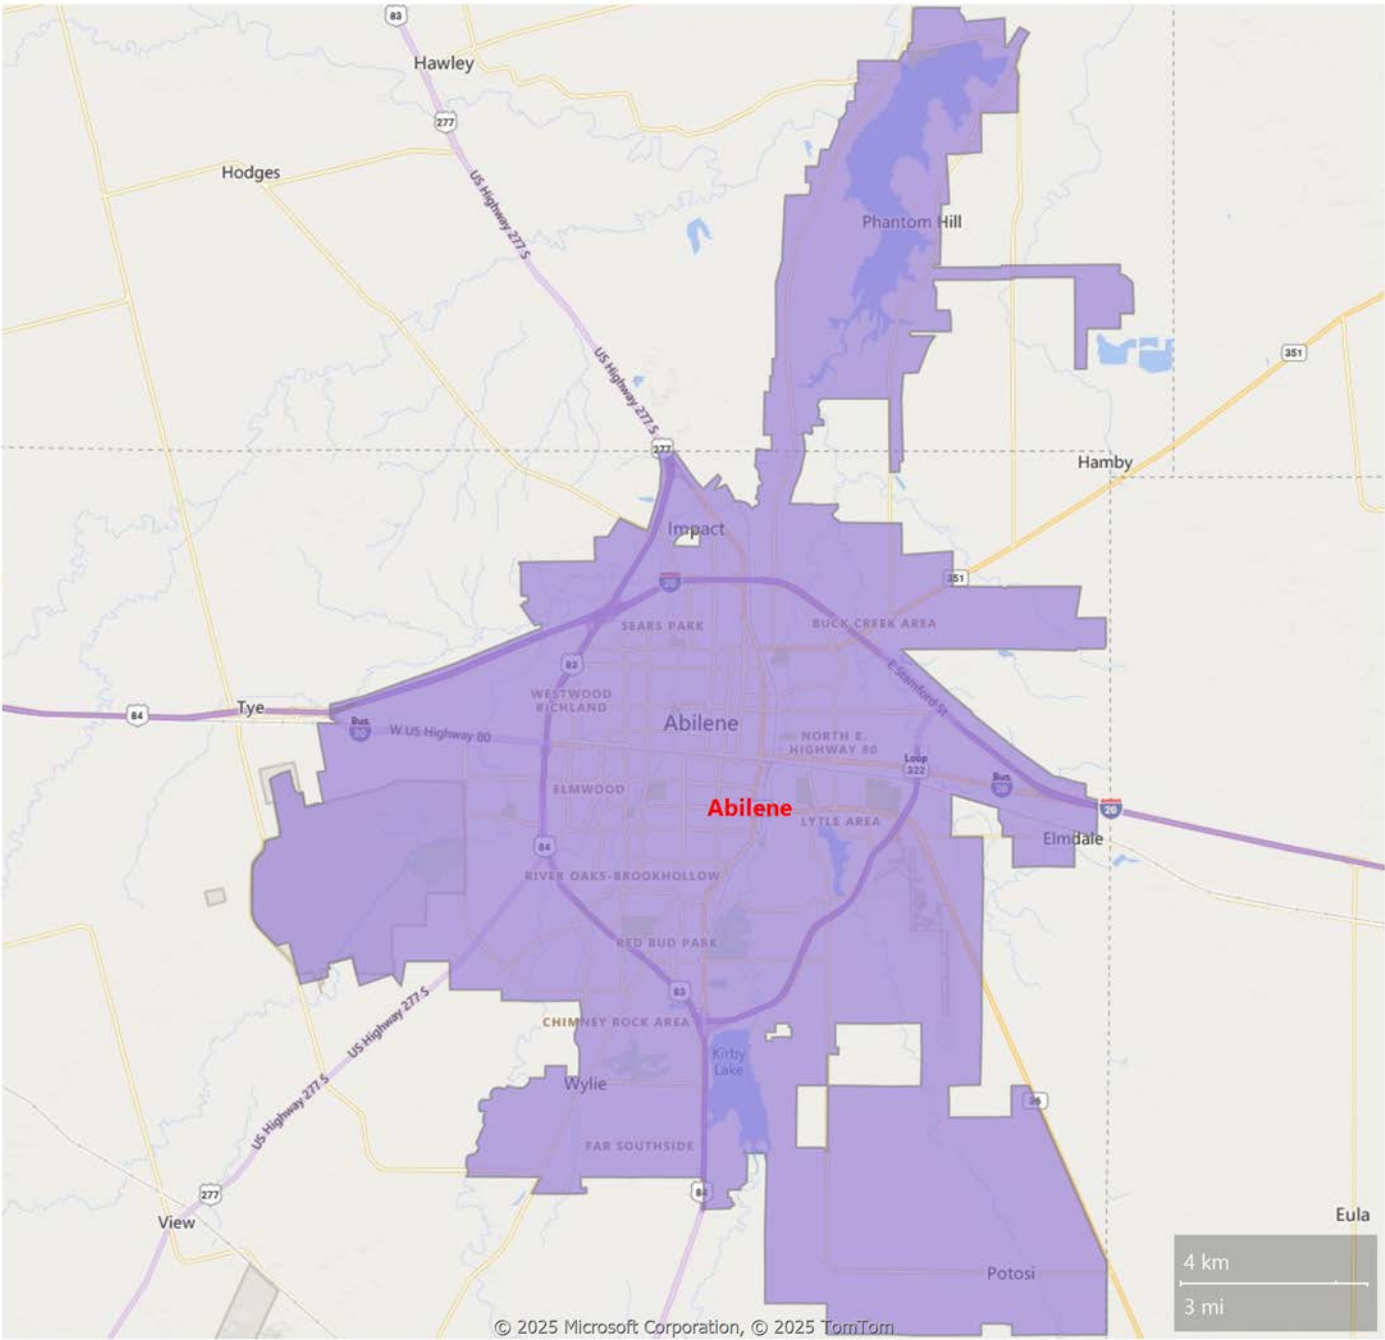 83
Hawley
277
Hodges
US Highway 277 S
Phantom Hill
351
US Highway 277 S
277
Hamby
Impact
351
20
SEARS PARK
BUCK CREEK AREA
83
E Stamford St
WESTWOOD
RICHLAND
Tye
84
Bus
20
W US Highway 80
Abilene
NORTH E.
HIGHWAY 80
Loop
322
Bus
20
ELMWOOD
Abilene
LYTLE AREA
20
Elmdale
84
RIVER OAKS-BROOKHOLLOW
RED BUD PARK
83
US Highway 277 S
CHIMNEY ROCK AREA
Kirby
Lake
Wylie
US Highway 277 S
36
FAR SOUTHSIDE
277
84
View
Eula
Potosi
4 km
3 mi
© 2025 Microsoft Corporation, © 2025 TomTom